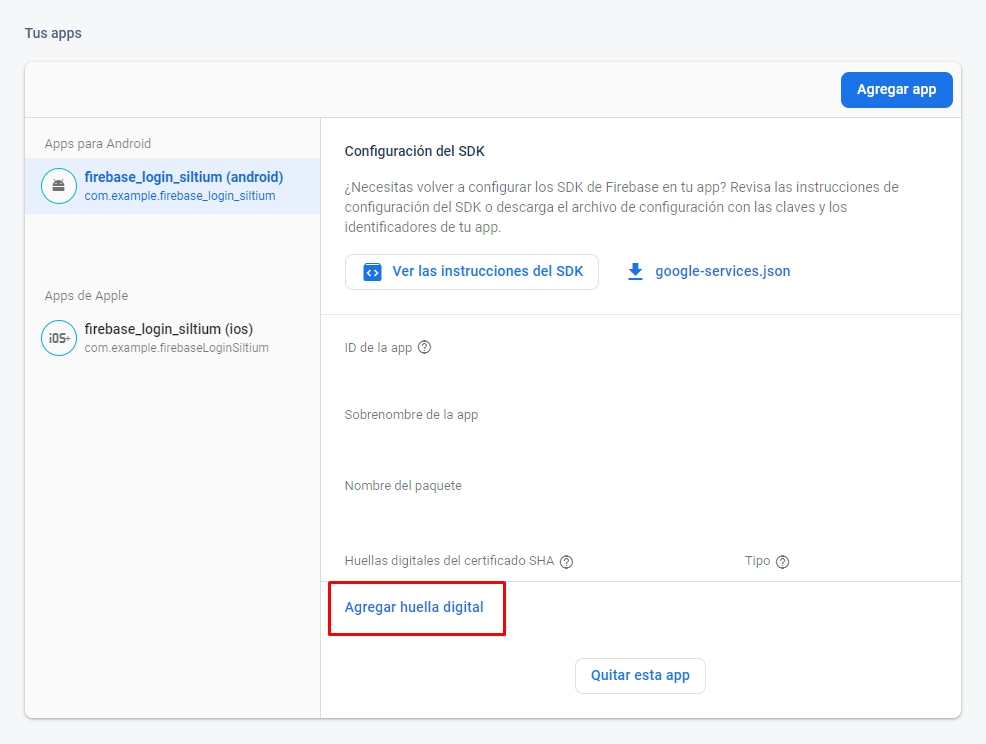 Tus apps
Agregar app
Apps para Android
firebase_login_siltium (android)
com.example.firebase_login_siltium
Apps de Apple
iOS+
firebase_login_siltium (ios)
com.example.firebaseLoginSiltium
Configuración del SDK
¿Necesitas volver a configurar los SDK de Firebase en tu app? Revisa las instrucciones de
configuración del SDK o descarga el archivo de configuración con las claves y los
identificadores de tu app.
Ver las instrucciones del SDK
google-services.json
ID de la app
Sobrenombre de la app
Nombre del paquete
Huellas digitales del certificado SHA
Tipo
Agregar huella digital
Quitar esta app